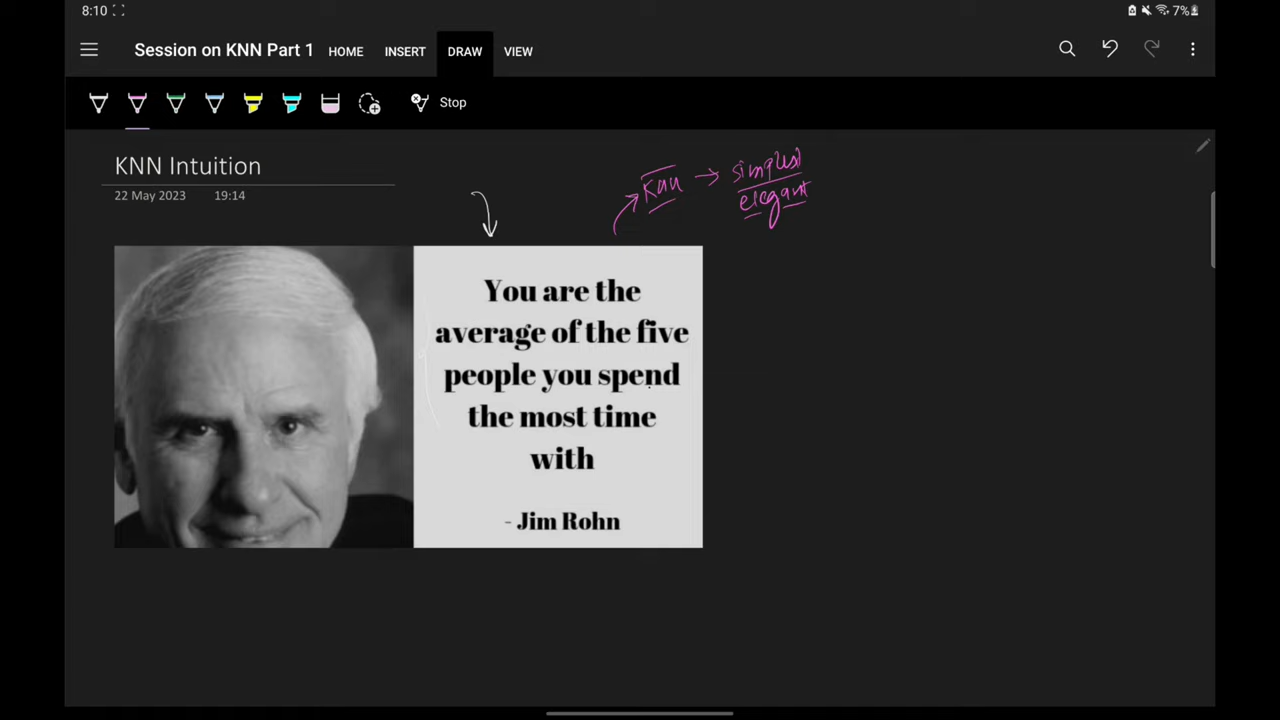 8:10
7%
Session on KNN Part 1 HOME INSERT DRAW VIEW
Stop
KNN Intuition
22 May 2023 19:14
KNN → simplest
elegant
You are the
average of the five
people you spend
the most time
with
- Jim Rohn